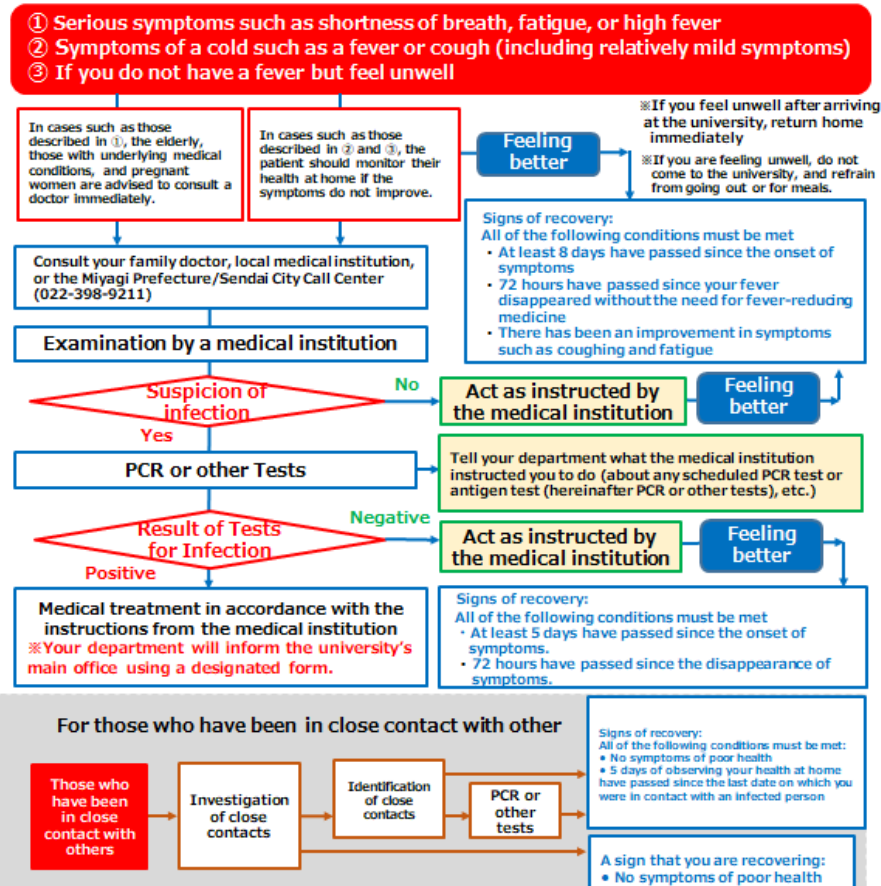 ① Serious symptoms such as shortness of breath, fatigue, or high fever
② Symptoms of a cold such as a fever or cough (including relatively mild symptoms)
③ If you do not have a fever but feel unwell
In cases such as those
described in ①, the elderly,
those with underlying medical
conditions, and pregnant
women are advised to consult a
doctor immediately.
In cases such as those
described in ② and ③, the
patient should monitor their
health at home if the
symptoms do not improve.
Feeling
better
※If you feel unwell after arriving
at the university, return home
immediately
※If you are feeling unwell, do not
come to the university, and refrain
from going out or for meals.
Signs of recovery:
All of the following conditions must be met
・At least 8 days have passed since the onset of
symptoms
・72 hours have passed since your fever
disappeared without the need for fever-reducing
medicine
・There has been an improvement in symptoms
such as coughing and fatigue
Consult your family doctor, local medical institution,
or the Miyagi Prefecture/Sendai City Call Center
(022-398-9211)
Examination by a medical institution
Suspicion of
infection
No
Act as instructed by
the medical institution
Feeling
better
Yes
PCR or other Tests
Tell your department what the medical institution
instructed you to do (about any scheduled PCR test or
antigen test (hereinafter PCR or other tests), etc.)
Result of Tests
for Infection
Negative
Act as instructed by
the medical institution
Feeling
better
Positive
Medical treatment in accordance with the
instructions from the medical institution
※Your department will inform the university's
main office using a designated form.
Signs of recovery:
All of the following conditions must be met
・At least 5 days have passed since the onset of
symptoms.
・72 hours have passed since the disappearance of
symptoms.
For those who have been in close contact with other
Those who
have been
in close
contact with
others
Investigation
of close
contacts
Identification
of close
contacts
PCR or
other
tests
Signs of recovery:
All of the following conditions must be met:
● No symptoms of poor health
● 5 days of observing your health at home
have passed since the last date on which you
were in contact with an infected person
A sign that you are recovering:
● No symptoms of poor health